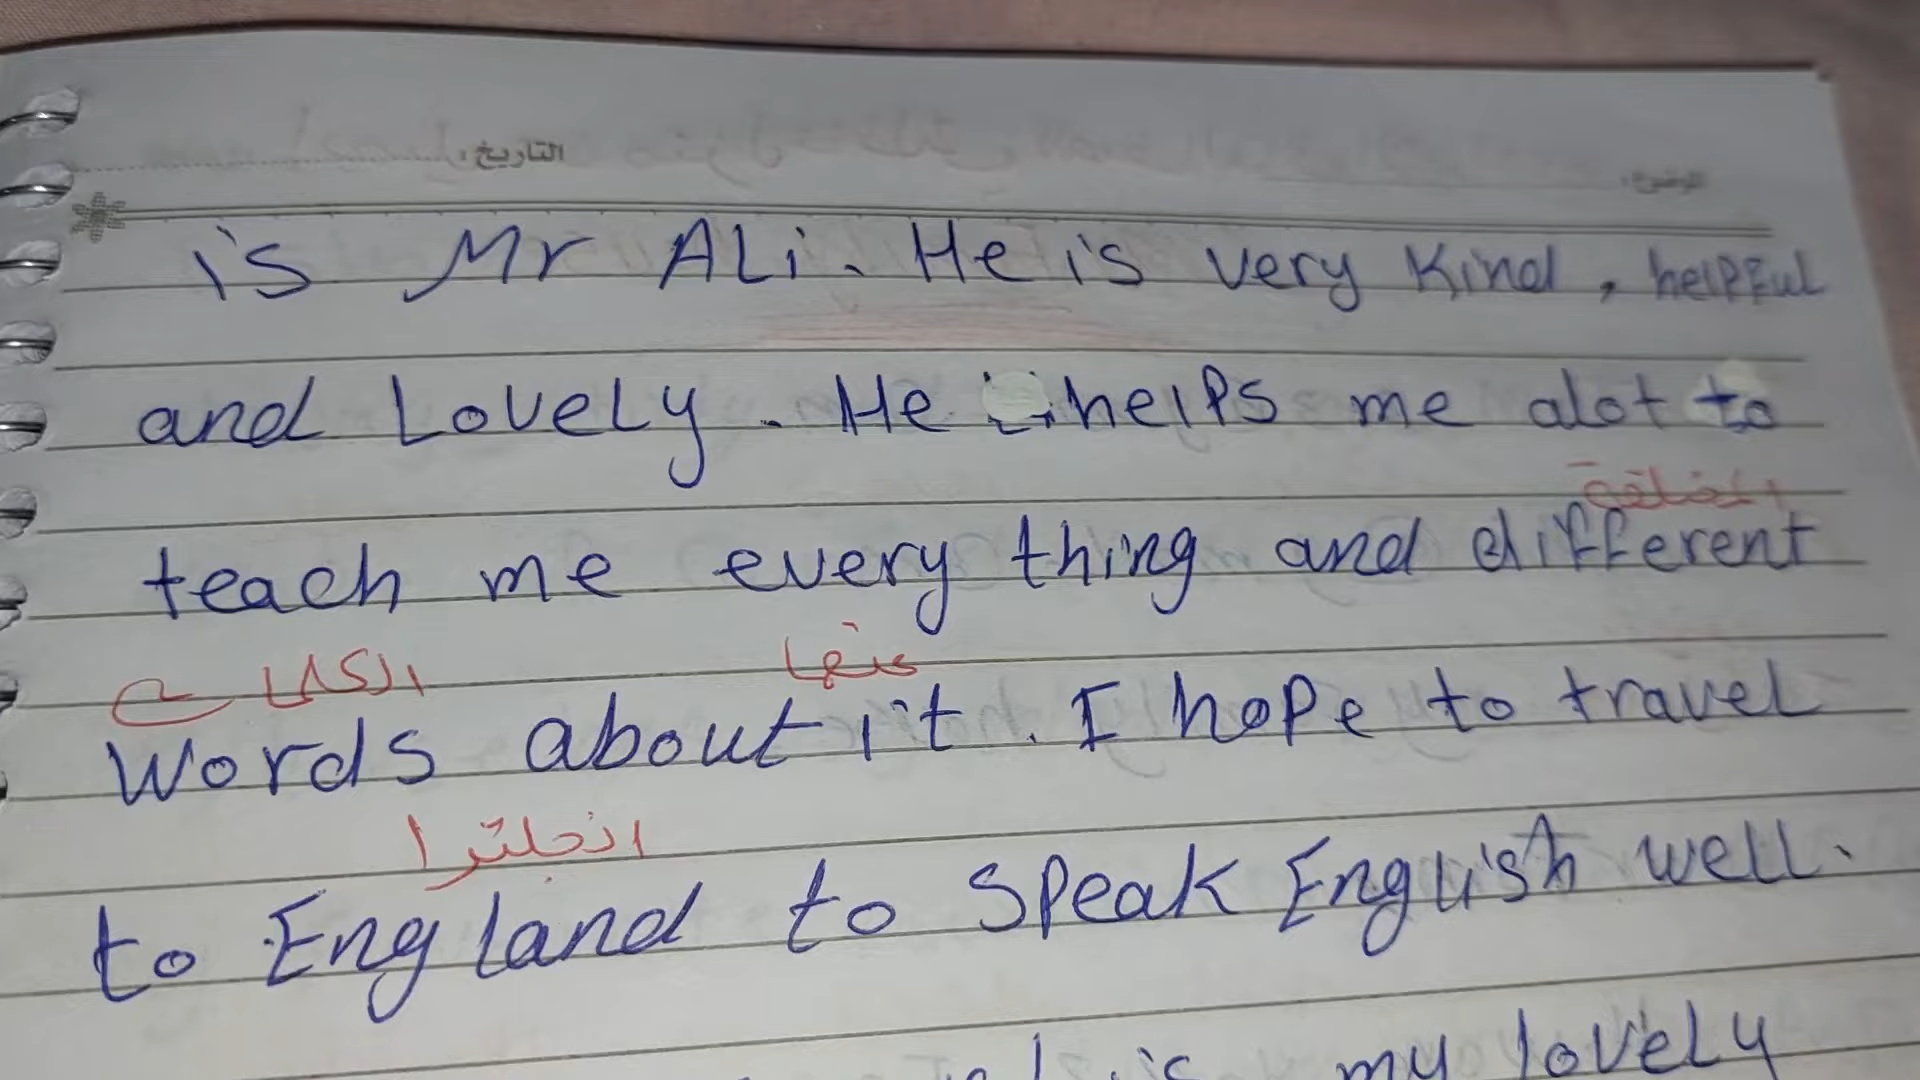 التاريخ:
is Mr ALi. He is very kind, helpful
and Lovely. He helps me alot to
المختلفة
teach me every thing and different
عنها
words about it. I hope to travel
انجلترا
to England to speak English well.
is my lovely